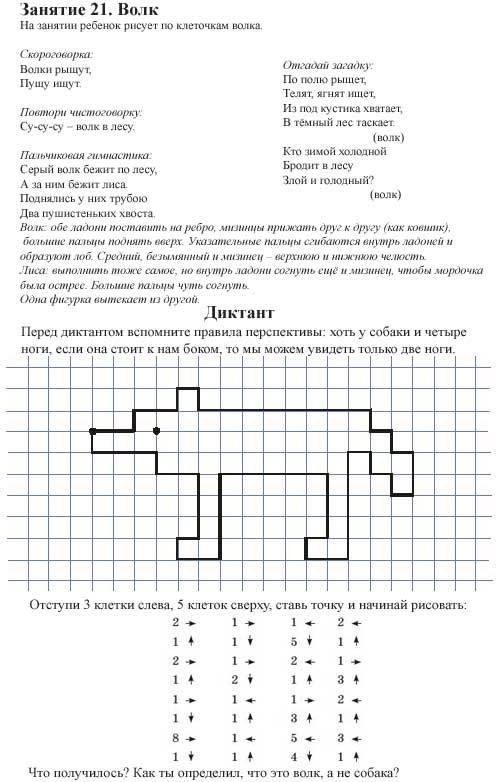 Занятие 21. Волк
На занятии ребенок рисует по клеточкам волка.
Скороговорка:
Волки рыщут,
Пущу ищут.
Повтори чистоговорку:
Су-су-су – волк в лесу.
Пальчиковая гимнастика:
Серый волк бежит по лесу,
А за ним бежит лиса.
Поднялись у них трубою
Два пушистеньких хвоста.
Отгадай загадку:
По полю рыщет,
Телят, ягнят ищет,
Из под кустика хватает,
В тёмный лес таскает.
(волк)
Кто зимой холодной
Бродит в лесу
Злой и голодный?
(волк)
Волк: обе ладони поставить на ребро, мизинцы прижать друг к другу (как ковшик),
большие пальцы поднять вверх. Указательные пальцы сгибаются внутрь ладоней и
образуют лоб. Средний, безымянный и мизинец – верхнюю и нижнюю челюсть.
Лиса: выполнить тоже самое, но внутрь ладони согнуть ещё и мизинец, чтобы мордочка
была острее. Большие пальцы чуть согнуть.
Одна фигурка вытекает из другой.
Диктант
Перед диктантом вспомните правила перспективы: хоть у собаки и четыре
ноги, если она стоит к нам боком, то мы можем увидеть только две ноги.
Отступи 3 клетки слева, 5 клеток сверху, ставь точку и начинай рисовать:
2 → 1 → 1 ← 2 ←
1 ↑ 1 ↓ 5 ↓ 1 ↑
2 → 1 → 2 ← 1 →
1 ↑ 2 ↓ 1 ↑ 3 ↑
1 → 1 ← 1 → 2 ←
1 ↓ 1 ↑ 3 ↑ 1 ↑
8 → 1 ← 5 ← 3 ←
1 ↓ 1 ↑ 4 ↓ 1 ↑
Что получилось? Как ты определил, что это волк, а не собака?